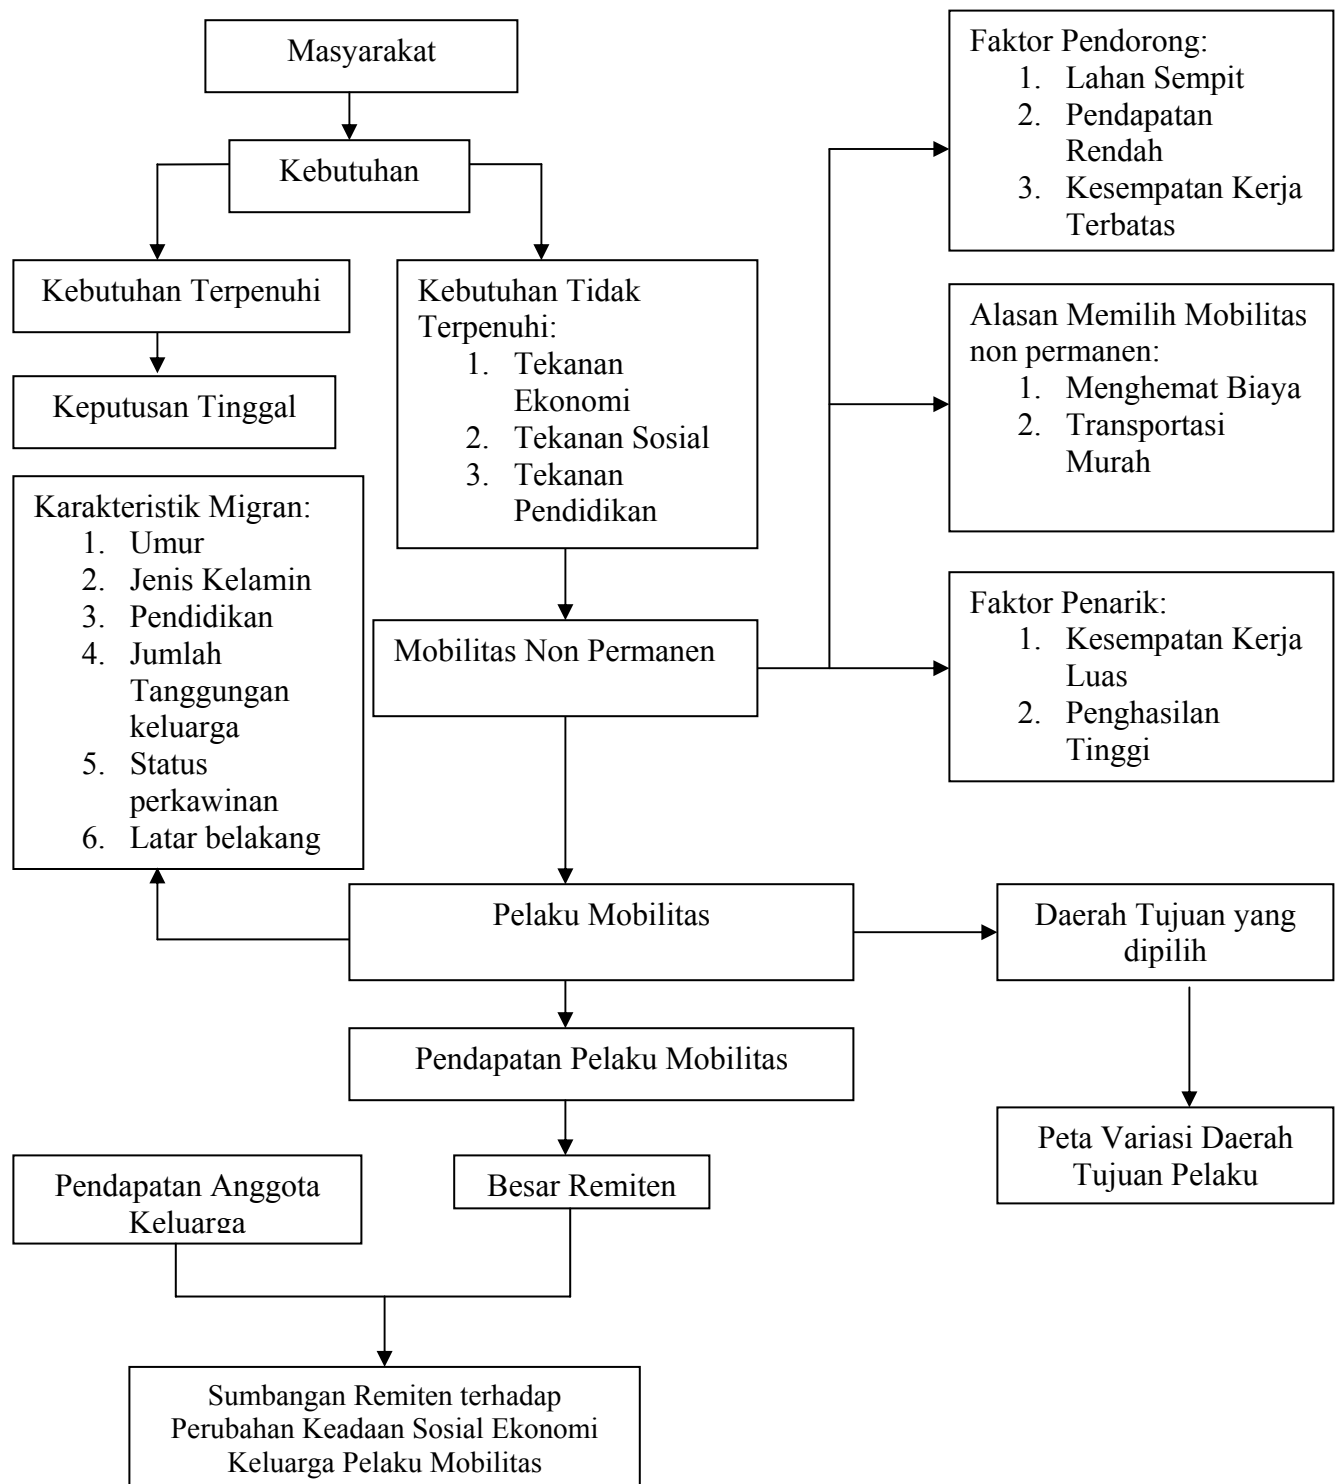 Masyarakat
Kebutuhan
Kebutuhan Terpenuhi
Keputusan Tinggal
Kebutuhan Tidak
Terpenuhi:
1. Tekanan
Ekonomi
2. Tekanan Sosial
3. Tekanan
Pendidikan
Faktor Pendorong:
1. Lahan Sempit
2. Pendapatan
Rendah
3. Kesempatan Kerja
Terbatas
Alasan Memilih Mobilitas
non permanen:
1. Menghemat Biaya
2. Transportasi
Murah
Karakteristik Migran:
1. Umur
2. Jenis Kelamin
3. Pendidikan
4. Jumlah
Tanggungan
keluarga
5. Status
perkawinan
6. Latar belakang
Mobilitas Non Permanen
Faktor Penarik:
1. Kesempatan Kerja
Luas
2. Penghasilan
Tinggi
Pelaku Mobilitas
Daerah Tujuan yang
dipilih
Pendapatan Pelaku Mobilitas
Peta Variasi Daerah
Tujuan Pelaku
Pendapatan Anggota
Keluarga
Besar Remiten
Sumbangan Remiten terhadap
Perubahan Keadaan Sosial Ekonomi
Keluarga Pelaku Mobilitas